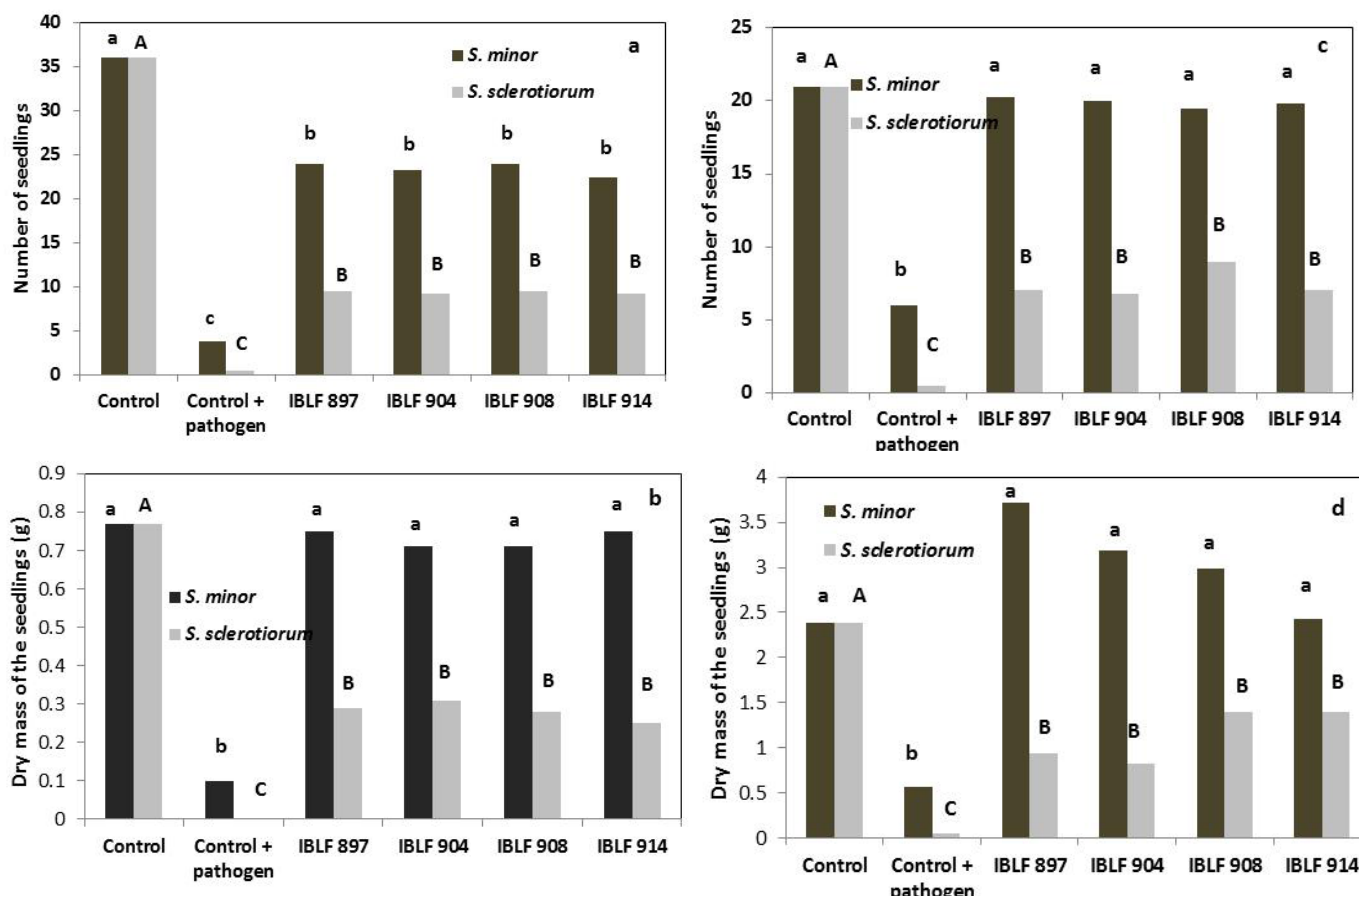 40
35
30
25
20
15
10
5
0
Number of seedlings
a A
c C
b B
b B
b B
b B
S. minor
S. sclerotiorum
a
Control
Control + pathogen
IBLF 897
IBLF 904
IBLF 908
IBLF 914
25
20
15
10
5
0
Number of seedlings
a A
b C
a B
a B
a B
a B
S. minor
S. sclerotiorum
c
Control
Control + pathogen
IBLF 897
IBLF 904
IBLF 908
IBLF 914
0.9
0.8
0.7
0.6
0.5
0.4
0.3
0.2
0.1
0
Dry mass of the seedlings (g)
a A
b C
a B
a B
a B
a B
S. minor
S. sclerotiorum
b
Control
Control + pathogen
IBLF 897
IBLF 904
IBLF 908
IBLF 914
4
3.5
3
2.5
2
1.5
1
0.5
0
Dry mass of the seedlings (g)
a A
b C
a B
a B
a B
a B
S. minor
S. sclerotiorum
d
Control
Control + pathogen
IBLF 897
IBLF 904
IBLF 908
IBLF 914